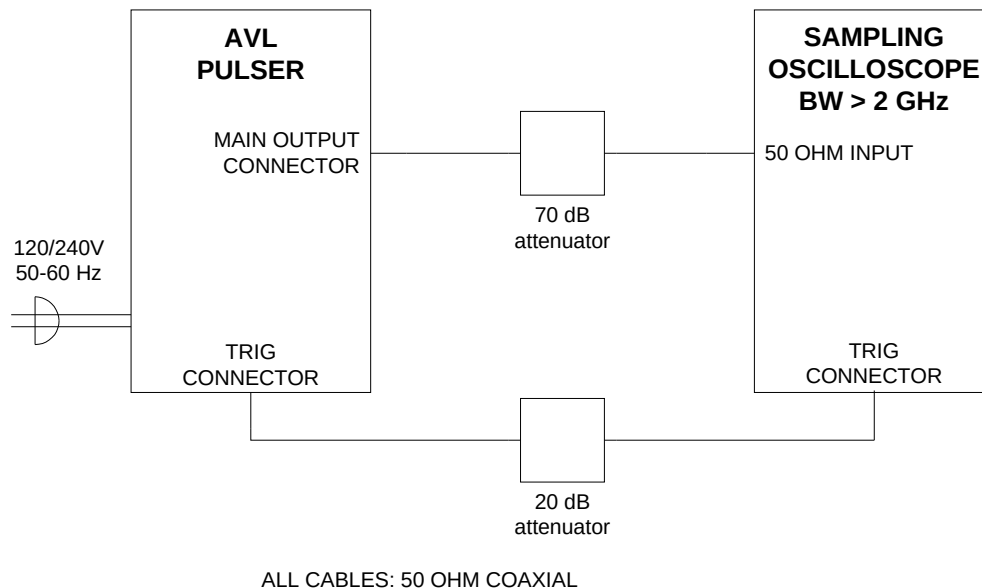 AVL
PULSER
SAMPLING
OSCILLOSCOPE
BW > 2 GHz
MAIN OUTPUT
CONNECTOR
50 OHM INPUT
70 dB
attenuator
120/240V
50-60 Hz
TRIG
CONNECTOR
TRIG
CONNECTOR
20 dB
attenuator
ALL CABLES: 50 OHM COAXIAL